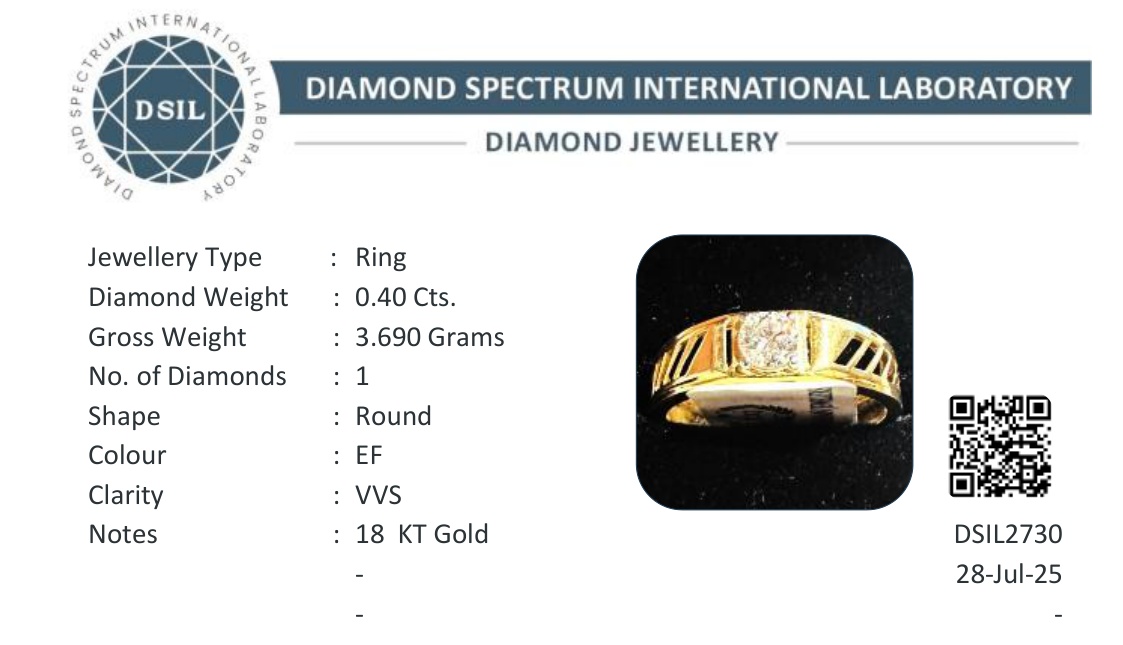 DIAMOND SPECTRUM INTERNATIONAL LABORATORY
DSIL
DIAMOND SPECTRUM INTERNATIONAL LABORATORY
DIAMOND JEWELLERY
Jewellery Type : Ring
Diamond Weight : 0.40 Cts.
Gross Weight : 3.690 Grams
No. of Diamonds : 1
Shape : Round
Colour : EF
Clarity : VVS
Notes : 18 KT Gold
-
-
DSIL2730
28-Jul-25
-